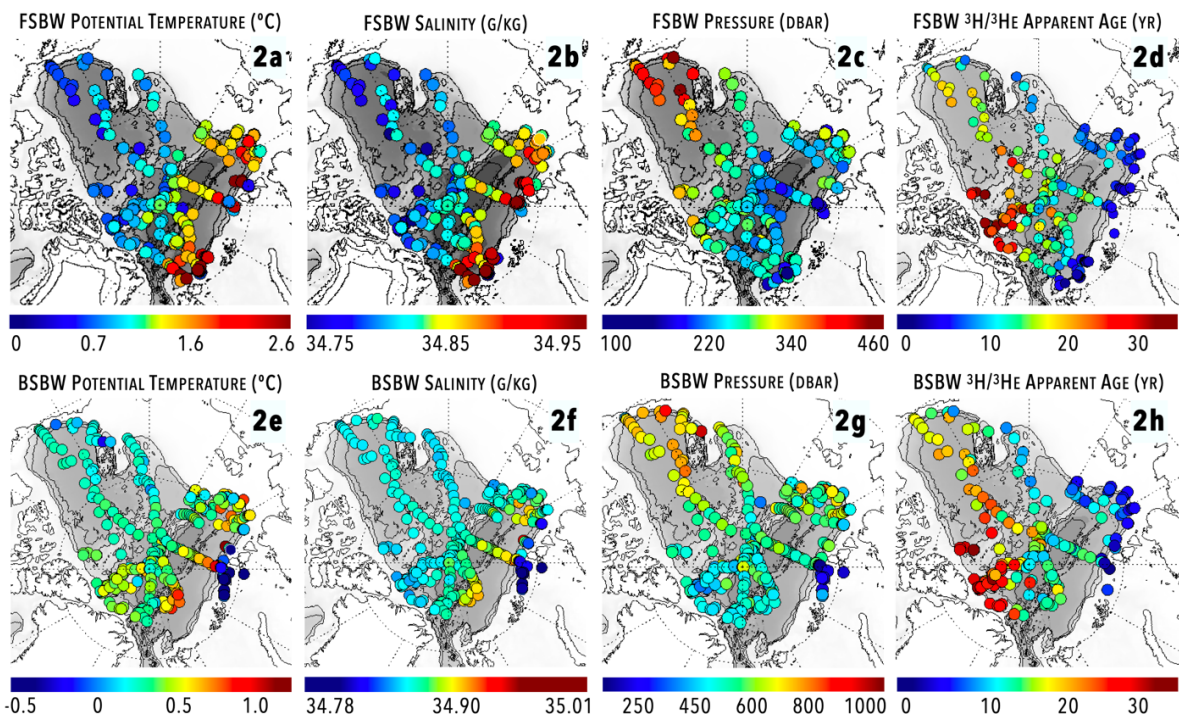 FSBW POTENTIAL TEMPERATURE (ºC) FSBW SALINITY (G/KG) FSBW PRESSURE (DBAR) FSBW ³H/³HE APPARENT AGE (YR)
2a 2b 2c 2d
0 0.7 1.6 2.6 34.75 34.85 34.95 100 220 340 460 0 10 20 30
BSBW POTENTIAL TEMPERATURE (ºC) BSBW SALINITY (G/KG) BSBW PRESSURE (DBAR) BSBW ³H/³HE APPARENT AGE (YR)
2e 2f 2g 2h
-0.5 0 0.5 1.0 34.78 34.90 35.01 250 450 650 850 1000 0 10 20 30